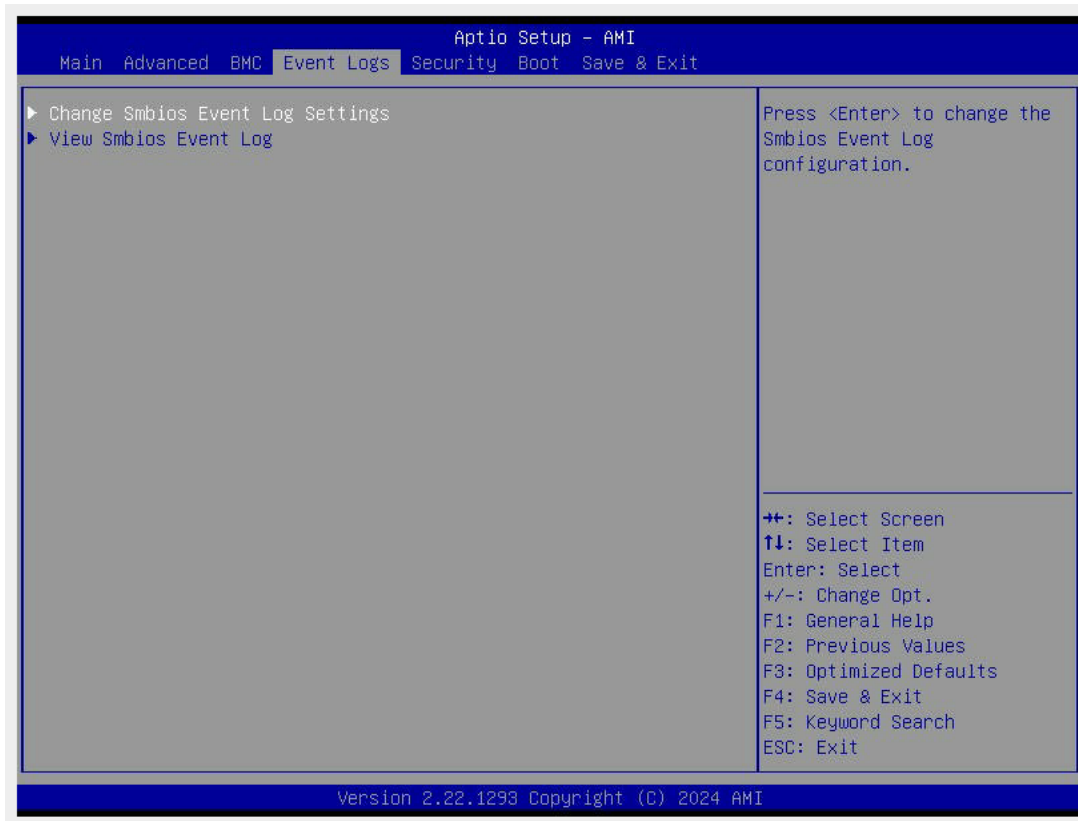 Aptio Setup – AMI
Main Advanced BMC Event Logs Security Boot Save & Exit
▶ Change Smbios Event Log Settings
▶ View Smbios Event Log
Press <Enter> to change the
Smbios Event Log
configuration.
→←: Select Screen
↑↓: Select Item
Enter: Select
+/-: Change Opt.
F1: General Help
F2: Previous Values
F3: Optimized Defaults
F4: Save & Exit
F5: Keyword Search
ESC: Exit
Version 2.22.1293 Copyright (C) 2024 AMI